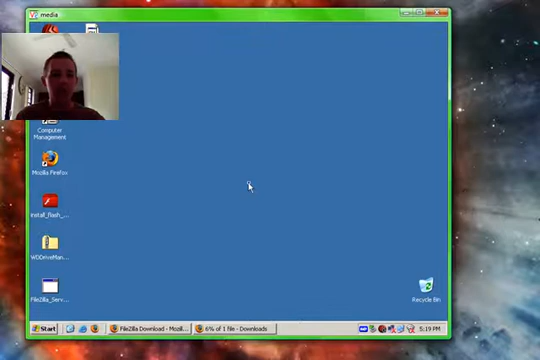 media
Computer
Management
Mozilla Firefox
install_flash_...
WDDriveMan...
FileZilla_Serv...
Recycle Bin
Start
FileZilla Download - Mozil...
6% of 1 file - Downloads
5:19 PM